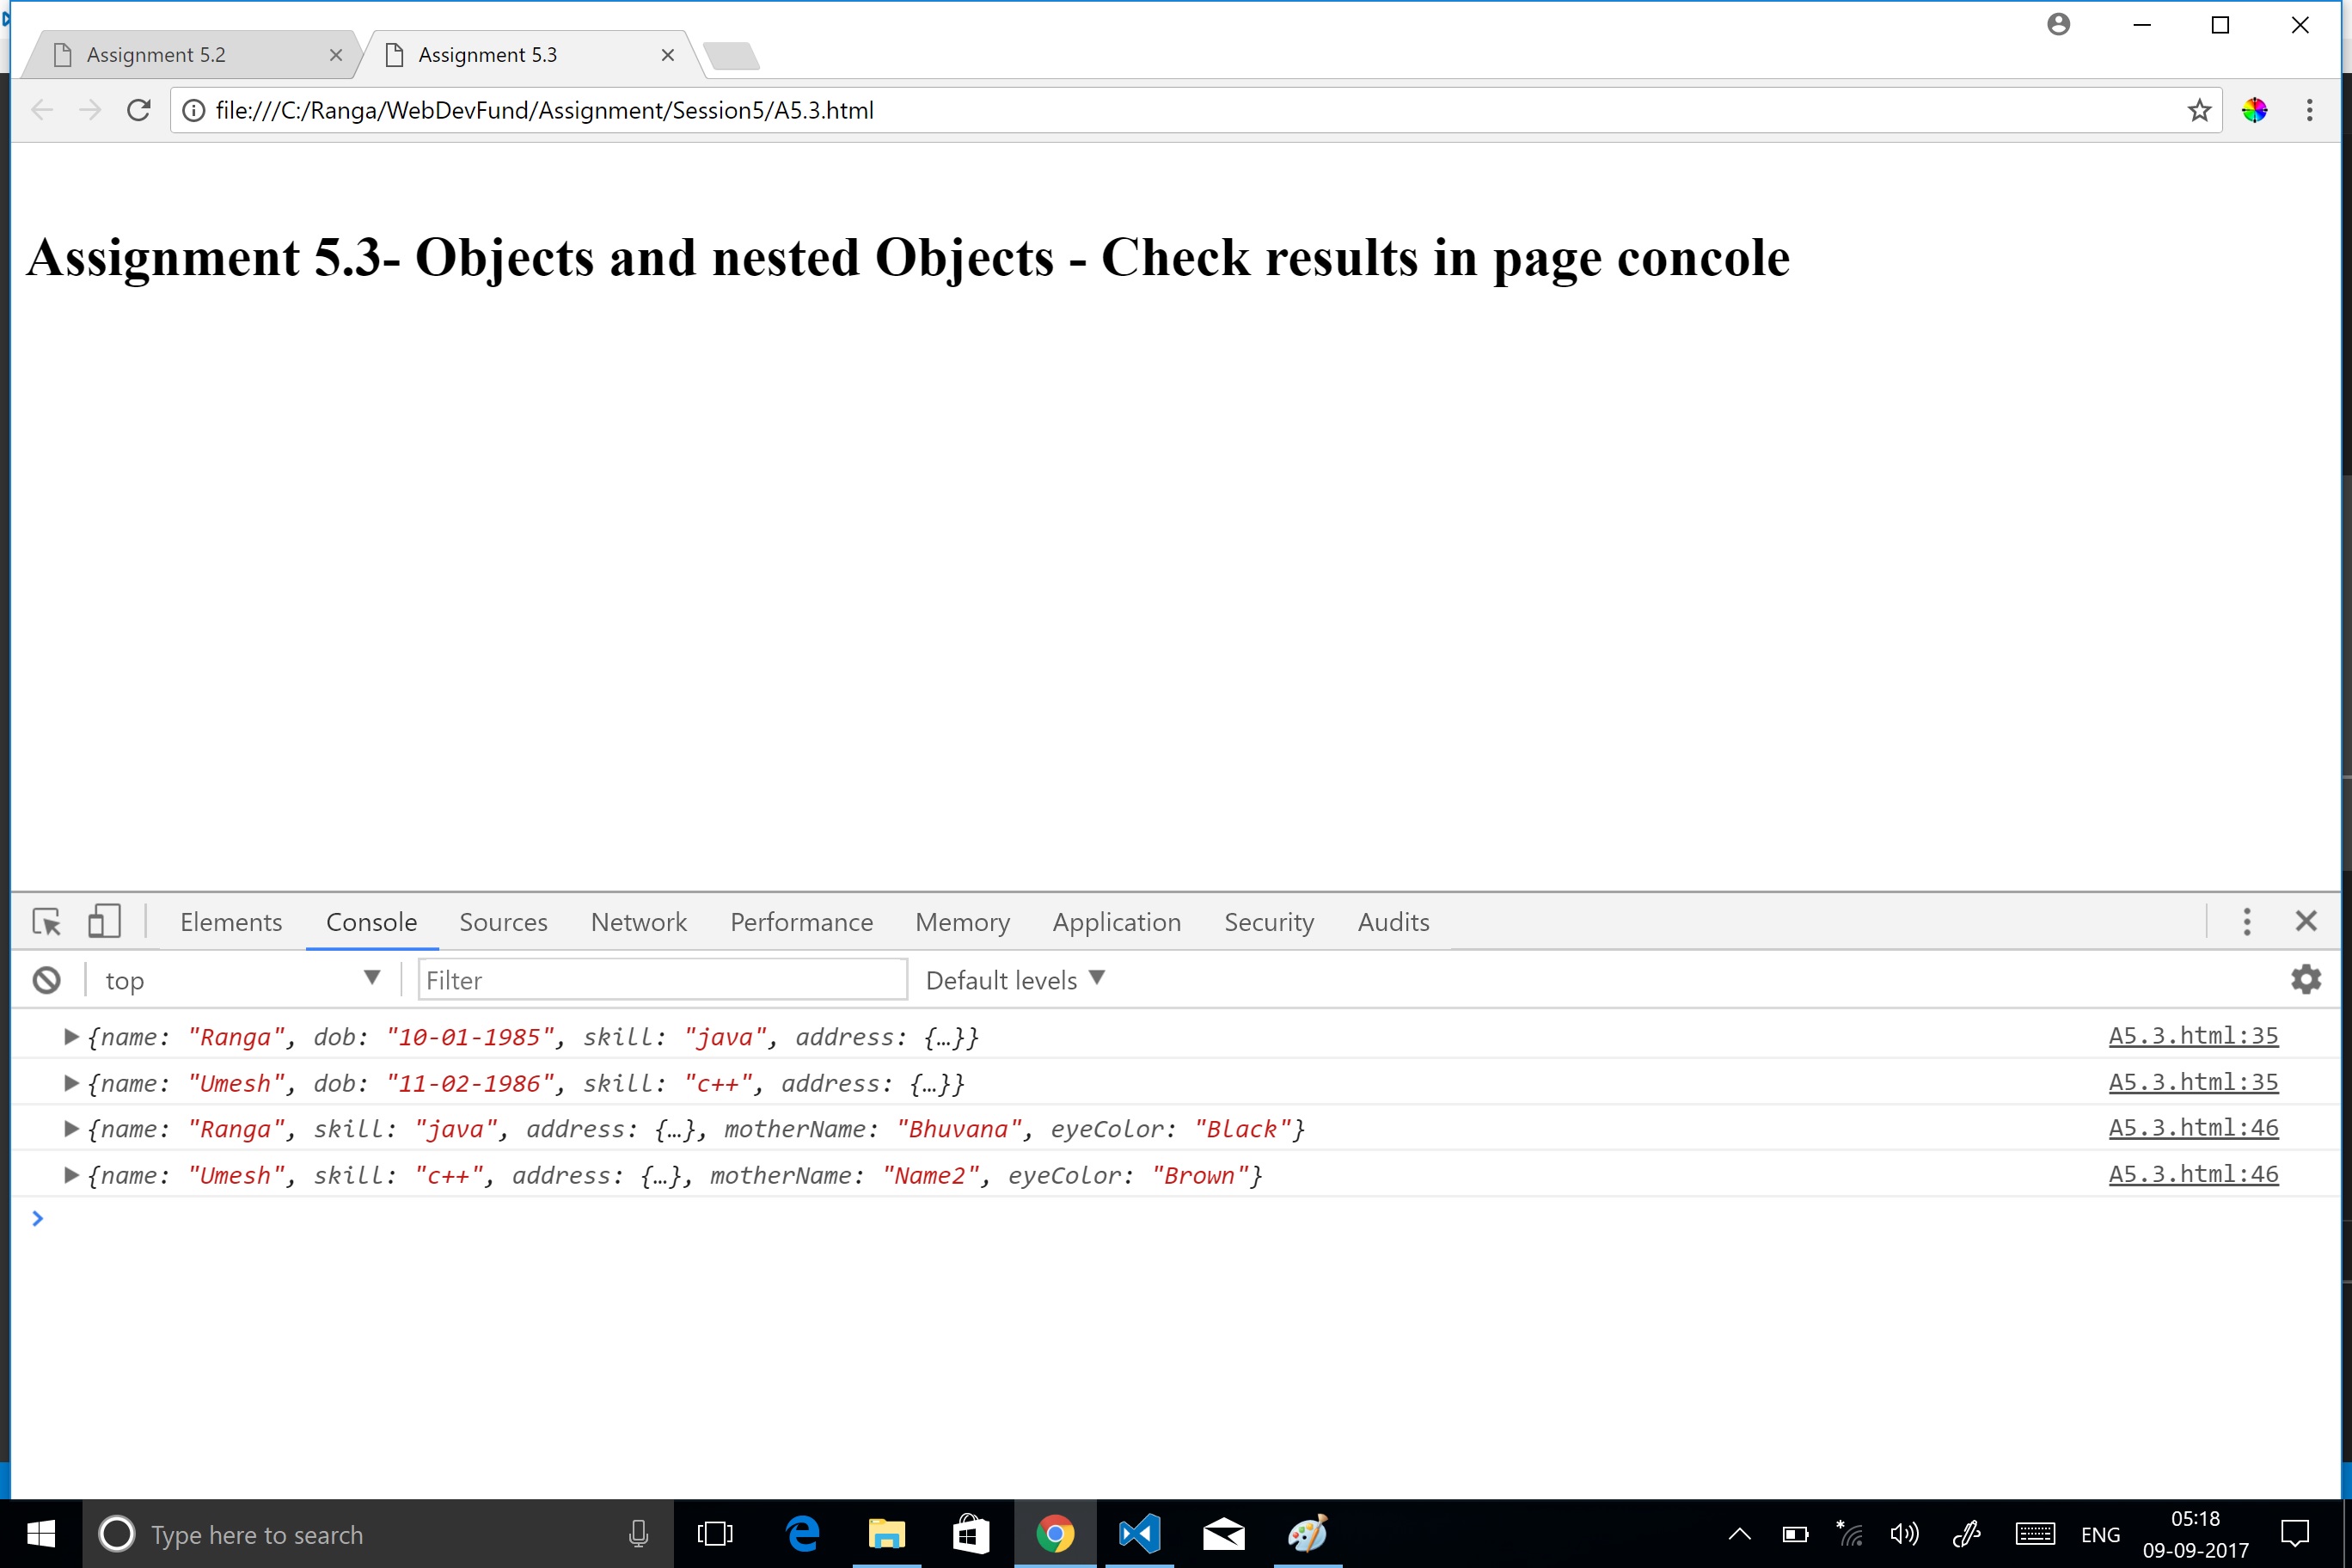 Assignment 5.2
Assignment 5.3
file:///C:/Ranga/WebDevFund/Assignment/Session5/A5.3.html
Assignment 5.3- Objects and nested Objects - Check results in page concole
Elements Console Sources Network Performance Memory Application Security Audits
top Filter Default levels
{name: "Ranga", dob: "10-01-1985", skill: "java", address: {…}} A5.3.html:35
{name: "Umesh", dob: "11-02-1986", skill: "c++", address: {…}} A5.3.html:35
{name: "Ranga", skill: "java", address: {…}, motherName: "Bhuvana", eyeColor: "Black"} A5.3.html:46
{name: "Umesh", skill: "c++", address: {…}, motherName: "Name2", eyeColor: "Brown"} A5.3.html:46
Type here to search
ENG
05:18
09-09-2017